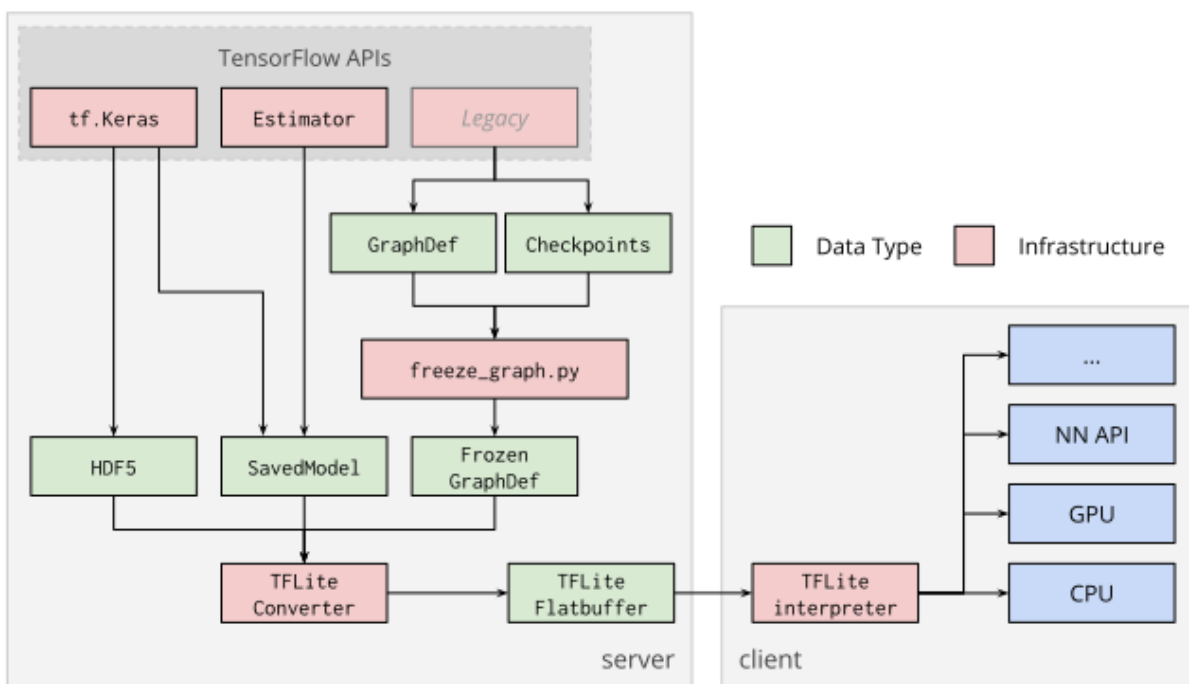 TensorFlow APIs
tf.Keras
Estimator
Legacy
GraphDef
Checkpoints
Data Type
Infrastructure
freeze_graph.py
...
NN API
HDF5
SavedModel
Frozen
GraphDef
GPU
TFLite
Converter
TFLite
Flatbuffer
TFLite
interpreter
CPU
server
client